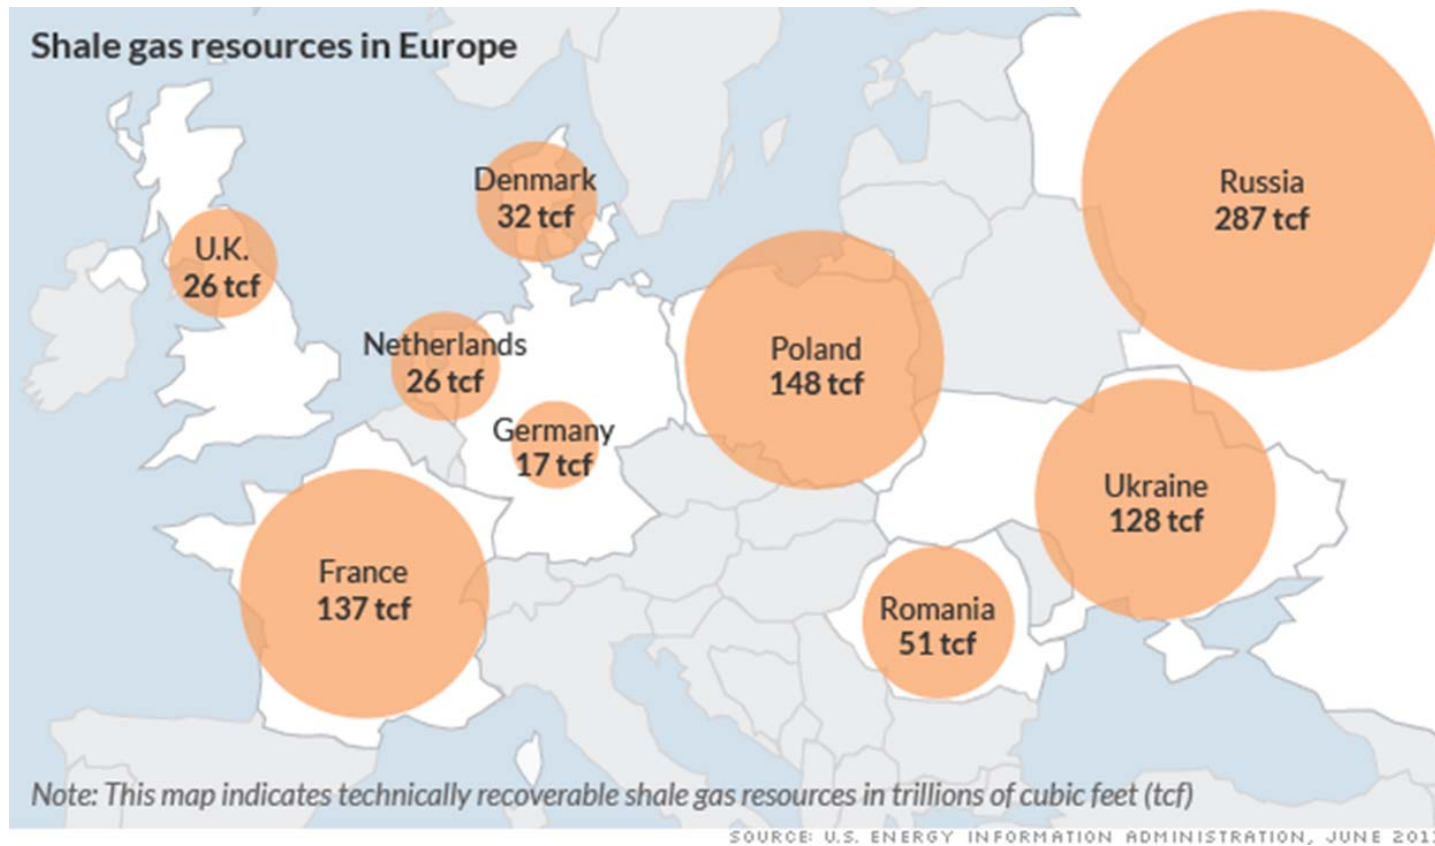 Shale gas resources in Europe
Denmark
32 tcf
Russia
287 tcf
U.K.
26 tcf
Netherlands
26 tcf
Poland
148 tcf
Germany
17 tcf
Ukraine
128 tcf
France
137 tcf
Romania
51 tcf
Note: This map indicates technically recoverable shale gas resources in trillions of cubic feet (tcf)
SOURCE: U.S. ENERGY INFORMATION ADMINISTRATION, JUNE